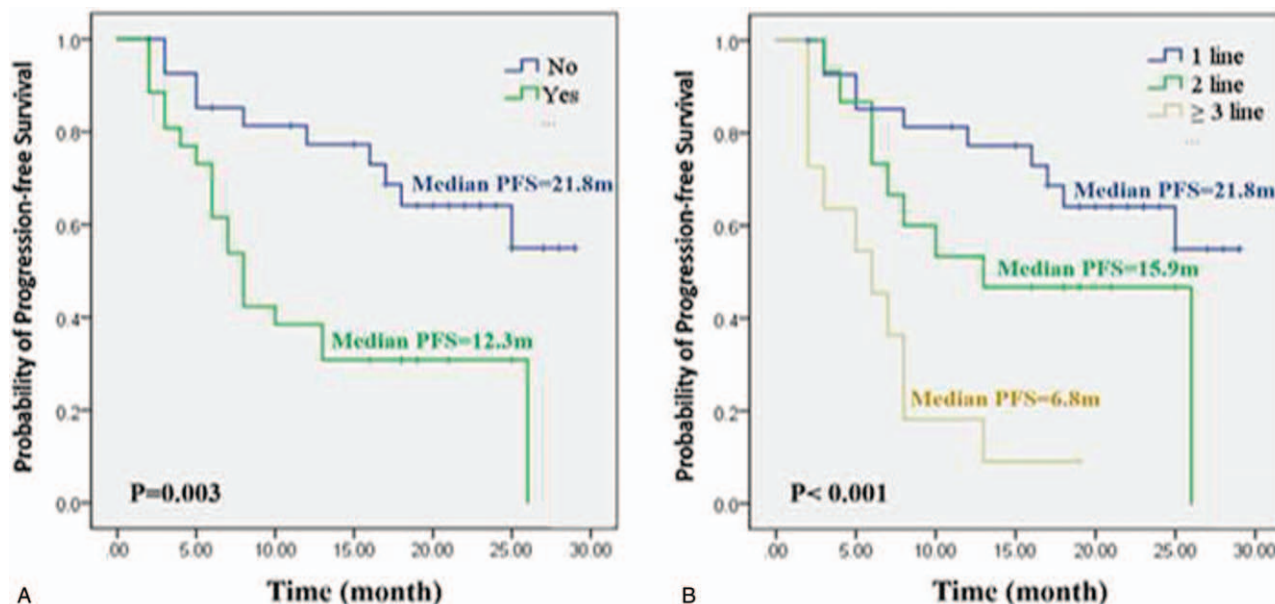 Probability of Progression-free Survival
1.0
0.8
0.6
0.4
0.2
0.0
No
Yes
...
Median PFS=21.8m
Median PFS=12.3m
P=0.003
.00 5.00 10.00 15.00 20.00 25.00 30.00
Time (month)
A
Probability of Progression-free Survival
1.0
0.8
0.6
0.4
0.2
0.0
1 line
2 line
≥ 3 line
...
Median PFS=21.8m
Median PFS=15.9m
Median PFS=6.8m
P< 0.001
.00 5.00 10.00 15.00 20.00 25.00 30.00
Time (month)
B